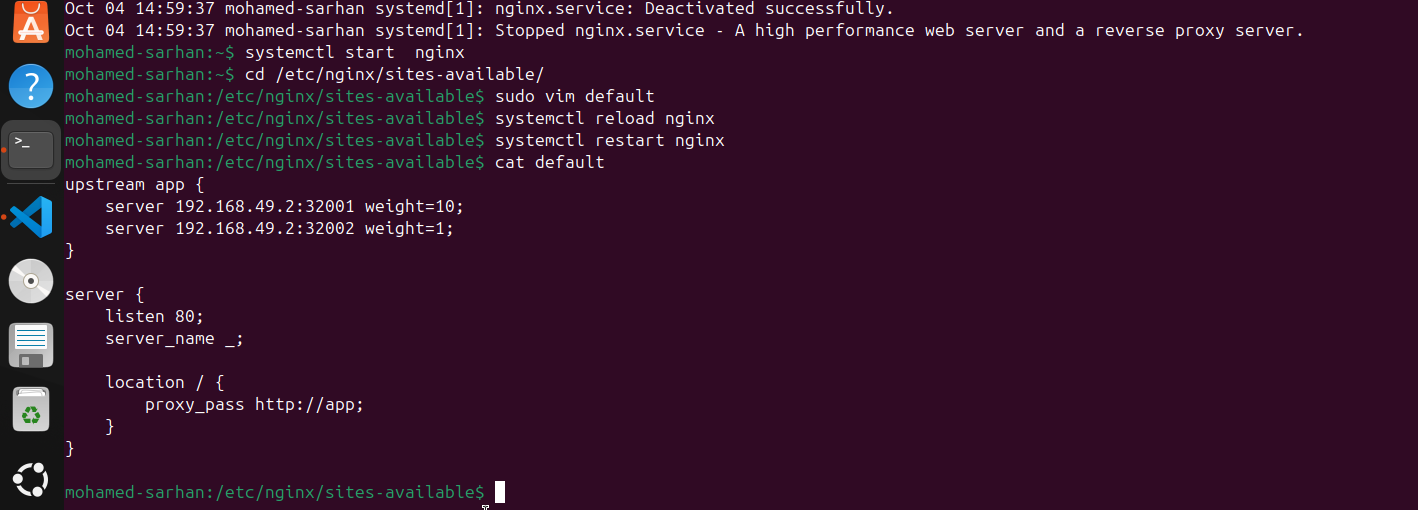 Oct 04 14:59:37 mohamed-sarhan systemd[1]: nginx.service: Deactivated successfully.
Oct 04 14:59:37 mohamed-sarhan systemd[1]: Stopped nginx.service - A high performance web server and a reverse proxy server.
mohamed-sarhan:~$ systemctl start  nginx
mohamed-sarhan:~$ cd /etc/nginx/sites-available/
mohamed-sarhan:/etc/nginx/sites-available$ sudo vim default
mohamed-sarhan:/etc/nginx/sites-available$ systemctl reload nginx
mohamed-sarhan:/etc/nginx/sites-available$ systemctl restart nginx
mohamed-sarhan:/etc/nginx/sites-available$ cat default
upstream app {
    server 192.168.49.2:32001 weight=10;
    server 192.168.49.2:32002 weight=1;
}

server {
    listen 80;
    server_name _;

    location / {
        proxy_pass http://app;
    }
}

mohamed-sarhan:/etc/nginx/sites-available$